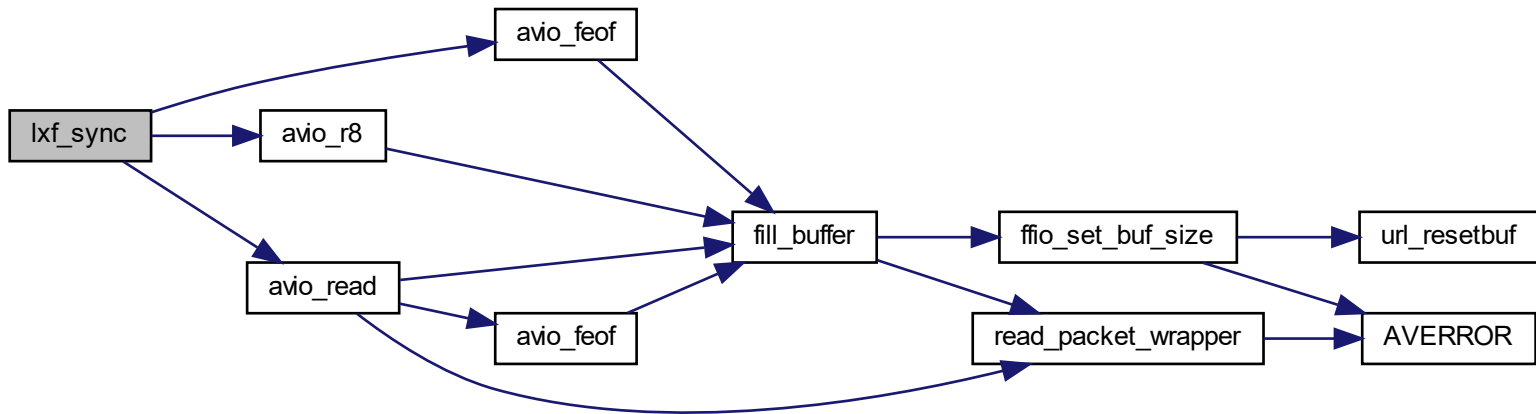 avio_feof
lxf_sync
avio_r8
fill_buffer
ffio_set_buf_size
url_resetbuf
avio_read
avio_feof
read_packet_wrapper
AVERROR